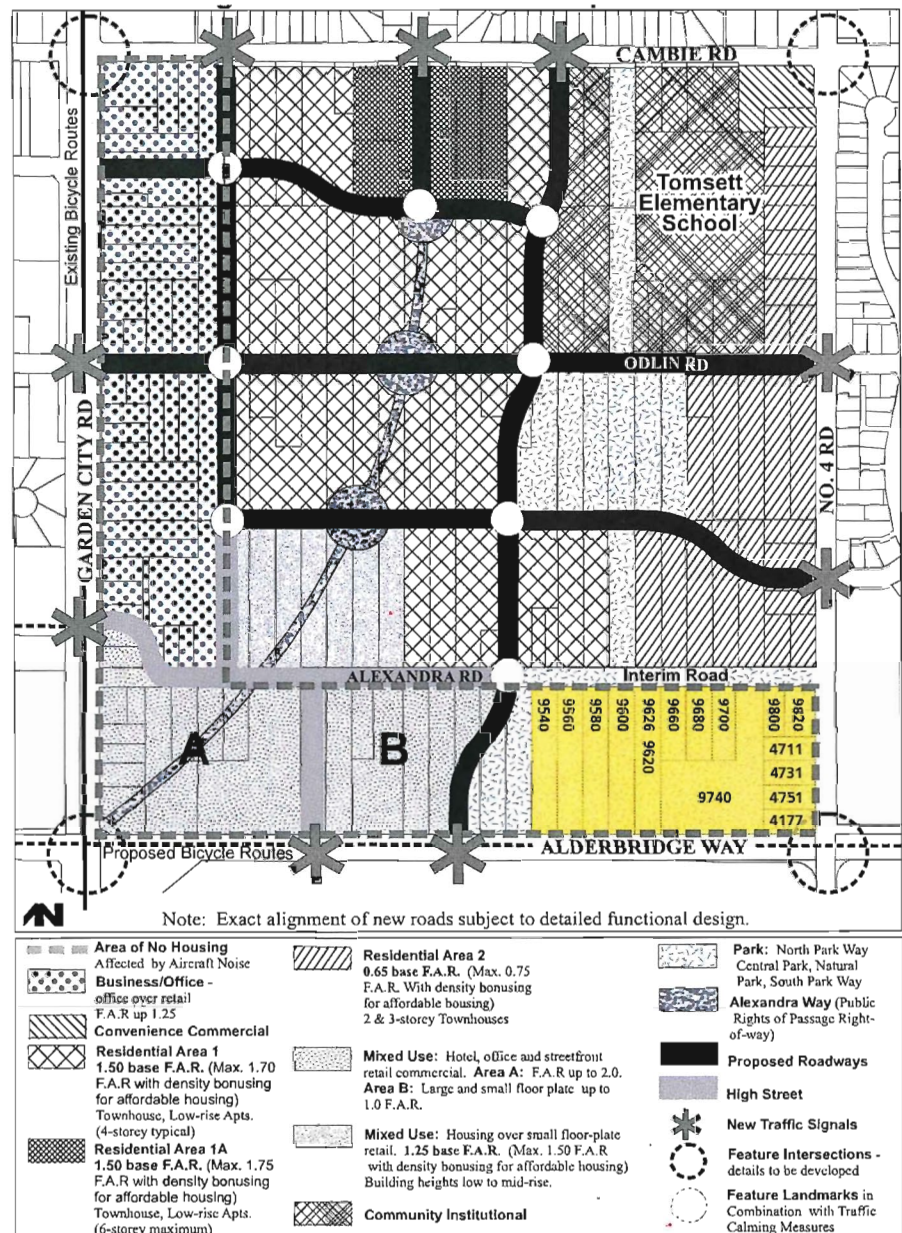 CAMBIE RD
Existing Bicycle Routes
Tomsett
Elementary
School
ODLIN RD
GARDEN CITY RD
NO. 4 RD
ALEXANDRA RD
Interim Road
A
B
9540
9560
9580
9600
9626
9620
9660
9680
9700
9740
9800
9820
4711
4731
4751
4177
Proposed Bicycle Routes
ALDERBRIDGE WAY
N
Note: Exact alignment of new roads subject to detailed functional design.
Area of No Housing
Affected by Aircraft Noise
Business/Office -
office over retail
F.A.R up 1.25
Convenience Commercial
Residential Area 1
1.50 base F.A.R. (Max. 1.70
F.A.R with density bonusing
for affordable housing)
Townhouse, Low-rise Apts.
(4-storey typical)
Residential Area 1A
1.50 base F.A.R. (Max. 1.75
F.A.R with density bonusing
for affordable housing)
Townhouse, Low-rise Apts.
(6-storey maximum)
Residential Area 2
0.65 base F.A.R. (Max. 0.75
F.A.R. With density bonusing
for affordable housing)
2 & 3-storey Townhouses
Mixed Use: Hotel, office and streetfront
retail commercial. Area A: F.A.R up to 2.0.
Area B: Large and small floor plate up to
1.0 F.A.R.
Mixed Use: Housing over small floor-plate
retail. 1.25 base F.A.R. (Max. 1.50 F.A.R
with density bonusing for affordable housing)
Building heights low to mid-rise.
Community Institutional
Park: North Park Way
Central Park, Natural
Park, South Park Way
Alexandra Way (Public
Rights of Passage Right-
of-way)
Proposed Roadways
High Street
New Traffic Signals
Feature Intersections -
details to be developed
Feature Landmarks in
Combination with Traffic
Calming Measures